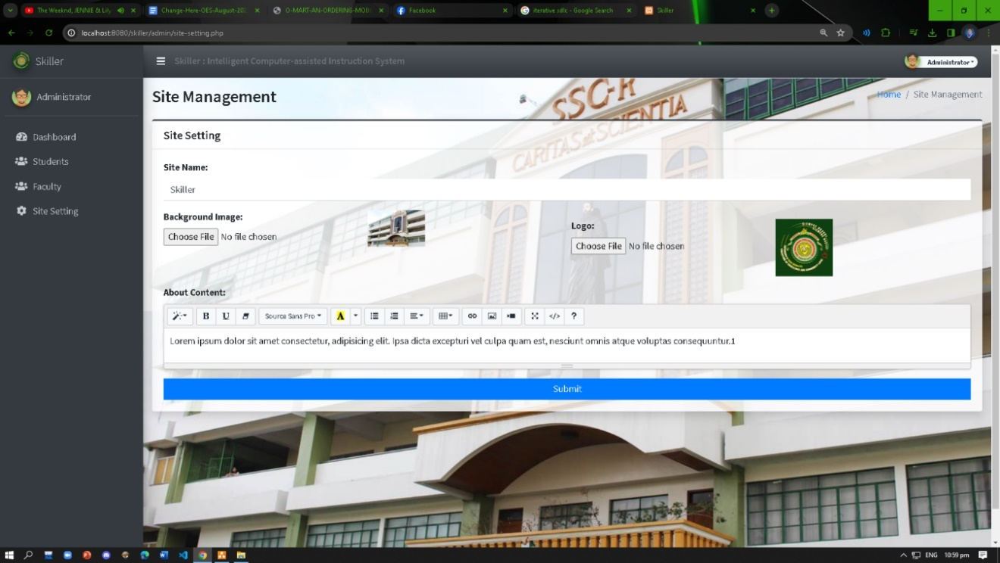 The Weeknd, JENNIE & Lily
Change-Here-OES-August-202
O-MART-AN-ORDERING-MOBI
Facebook
iterative sdlc - Google Search
Skiller
localhost:8080/skiller/admin/site-setting.php
Skiller
Skiller : Intelligent Computer-assisted Instruction System
Administrator
Administrator
Site Management
Home / Site Management
SSC-R
CARITAS et SCIENTIA
Dashboard
Students
Faculty
Site Setting
Site Setting
Site Name:
Skiller
Background Image:
Choose File No file chosen
Logo:
Choose File No file chosen
About Content:
B U Source Sans Pro A </> ?
Lorem ipsum dolor sit amet consectetur, adipisicing elit. Ipsa dicta excepturi vel culpa quam est, nesciunt omnis atque voluptas consequuntur.1
Submit
ENG 10:59 pm